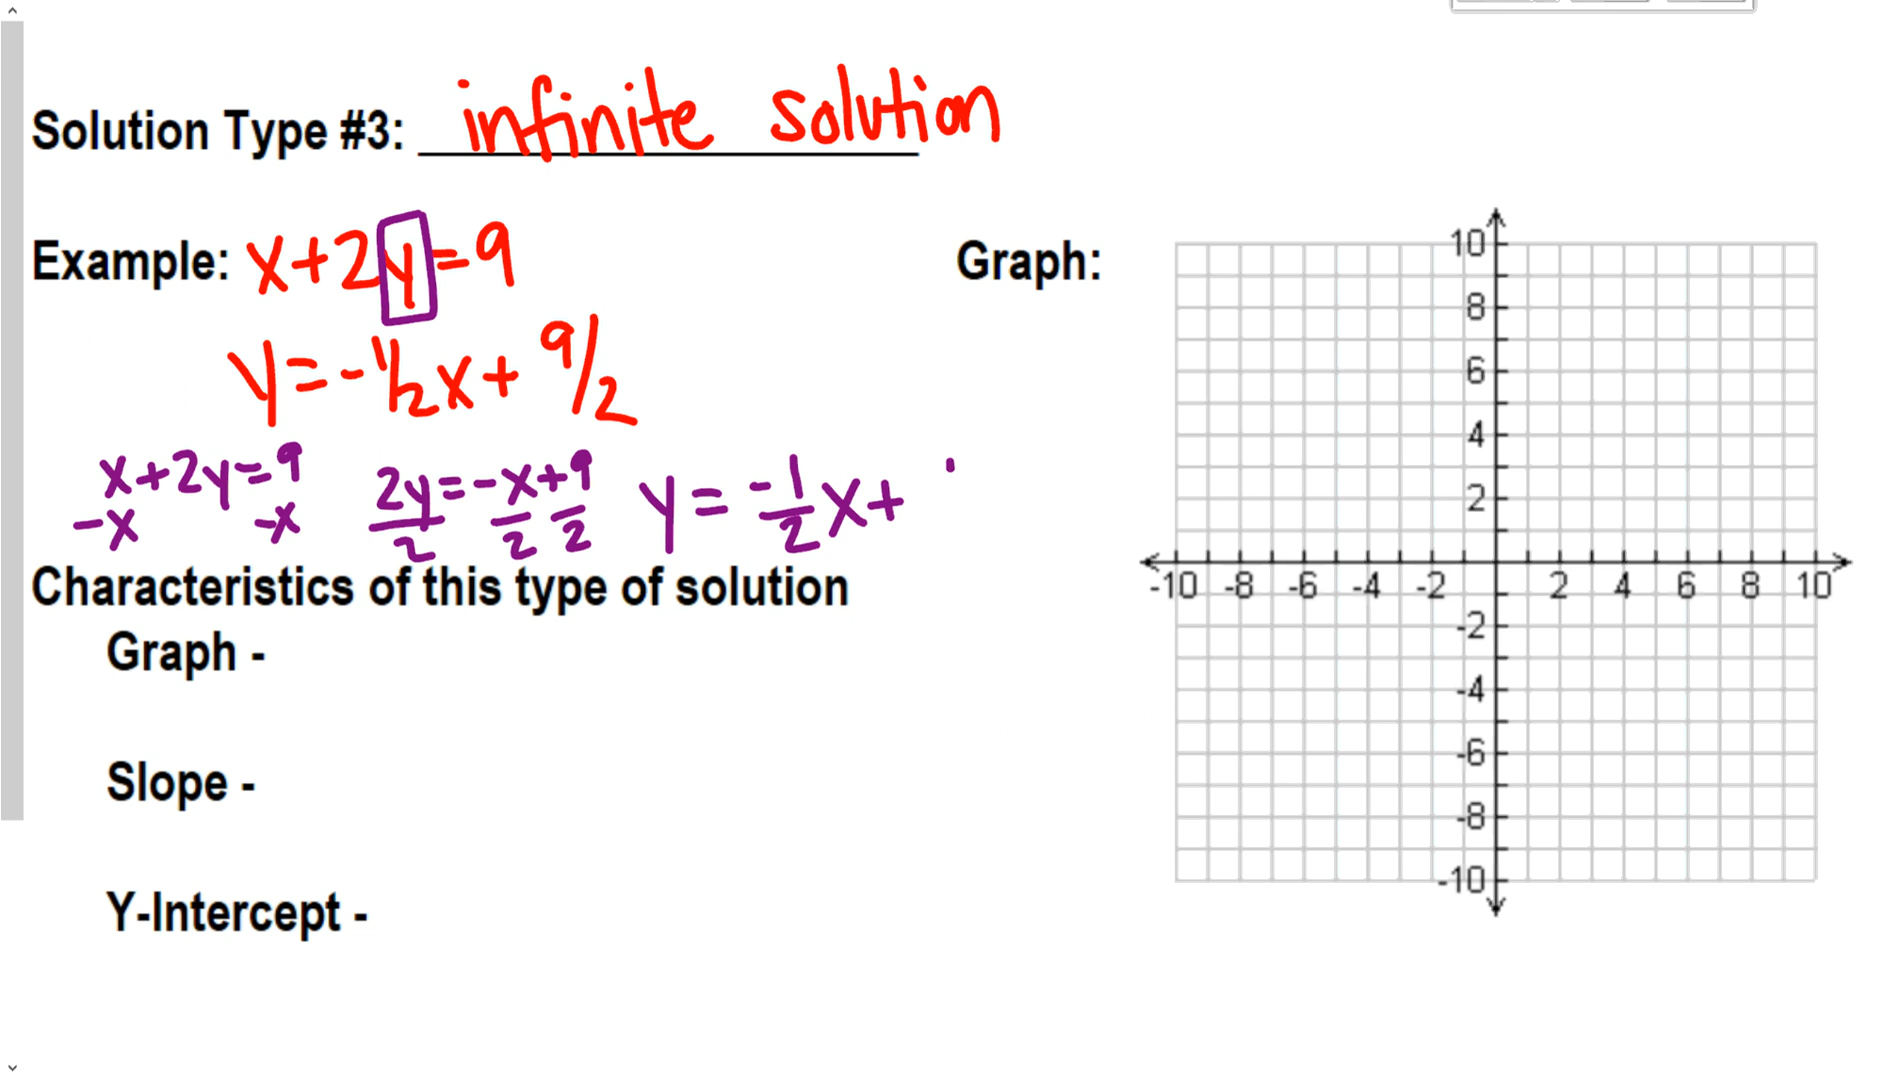 Solution Type #3: infinite solution
Example: x+2y=9
Graph:
y=-1/2x+9/2
x+2y=9
-x -x
2y=-x+9
2 2 2
y=-1/2x+
Characteristics of this type of solution
Graph -
Slope -
Y-Intercept -
10
8
6
4
2
-10 -8 -6 -4 -2 2 4 6 8 10
-2
-4
-6
-8
-10